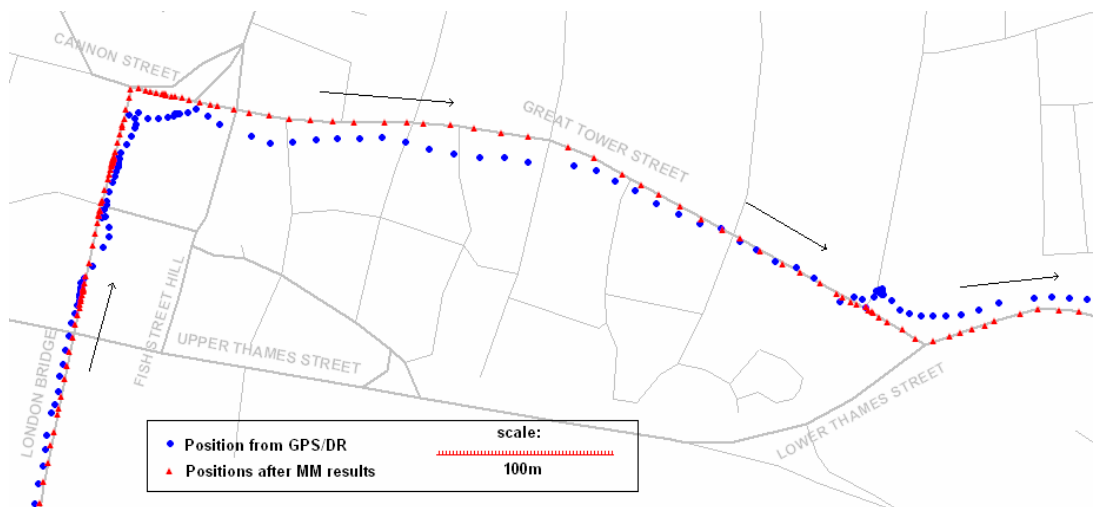 CANNON STREET
GREAT TOWER STREET
FISH STREET HILL
UPPER THAMES STREET
LONDON BRIDGE
LOWER THAMES STREET
Position from GPS/DR
Positions after MM results
scale:
100m